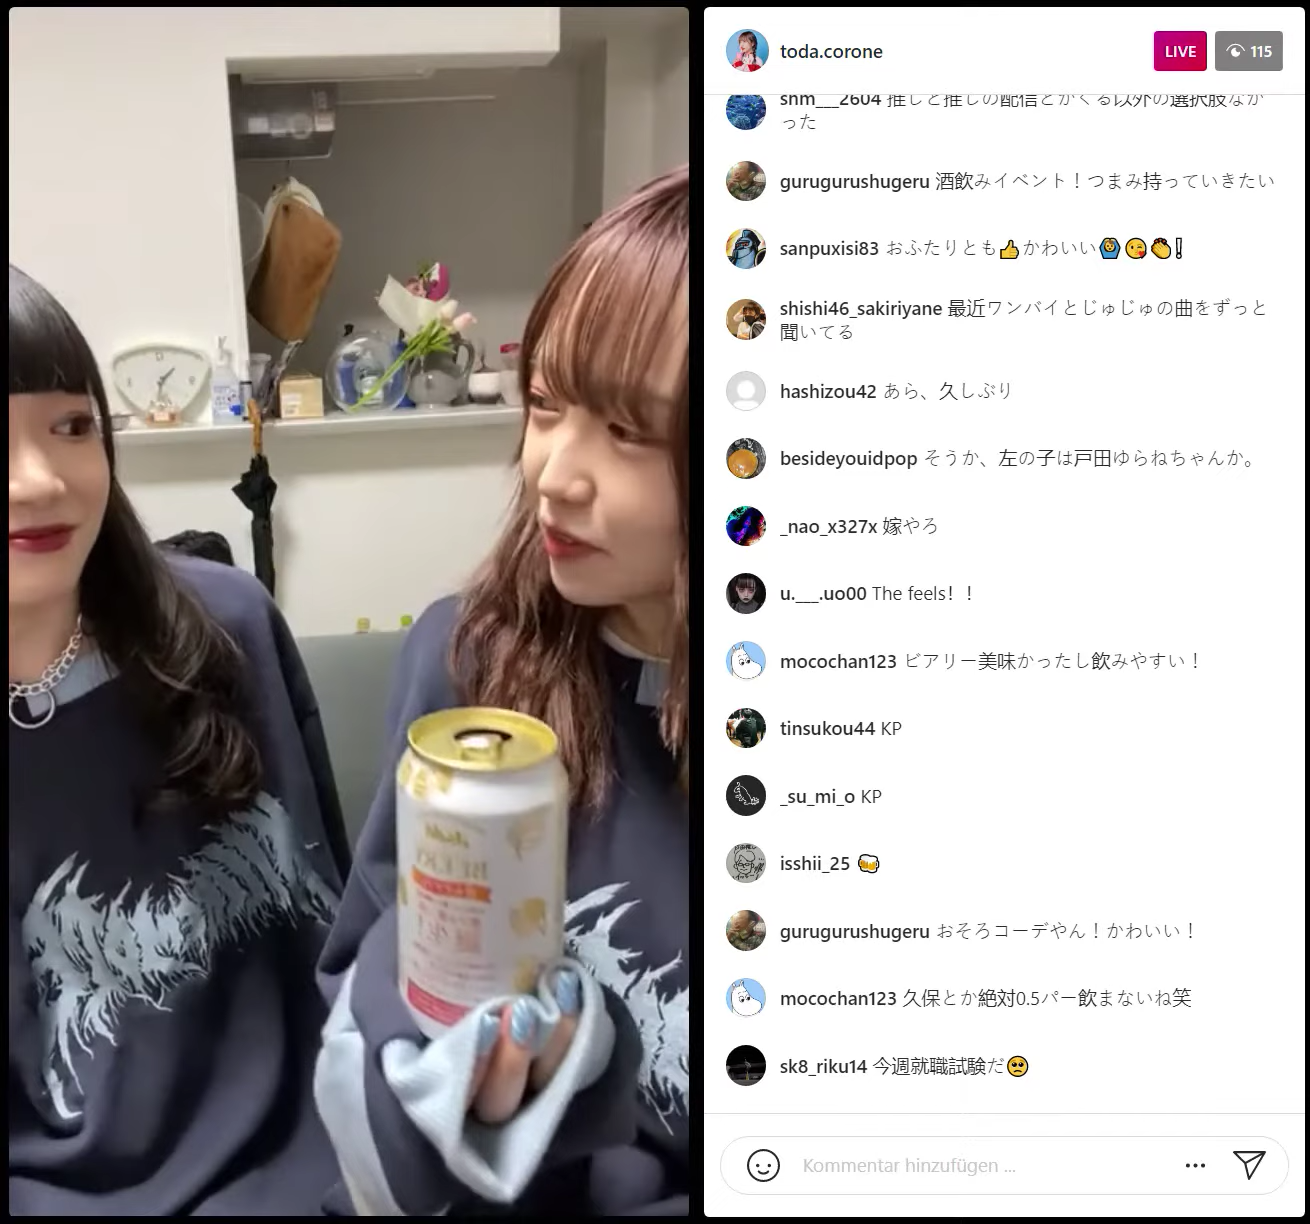 toda.corone
LIVE
115
shm___2604 推しと推しの配信とかくる以外の選択肢なか
った
gurugurushugeru 酒飲みイベント！つまみ持っていきたい
sanpuxisi83 おふたりとも👍かわいい🙆😘👏❕
shishi46_sakiriyane 最近ワンバイとじゅじゅの曲をずっと
聞いてる
hashizou42 あら、久しぶり
besideyouidpop そうか、左の子は戸田ゆらねちゃんか。
_nao_x327x 嫁やろ
u.___.uo00 The feels！！
mocochan123 ビアリー美味かったし飲みやすい！
tinsukou44 KP
_su_mi_o KP
isshii_25 🍻
gurugurushugeru おそろコーデやん！かわいい！
mocochan123 久保とか絶対0.5パー飲まないね笑
sk8_riku14 今週就職試験だ🥺
Kommentar hinzufügen ...